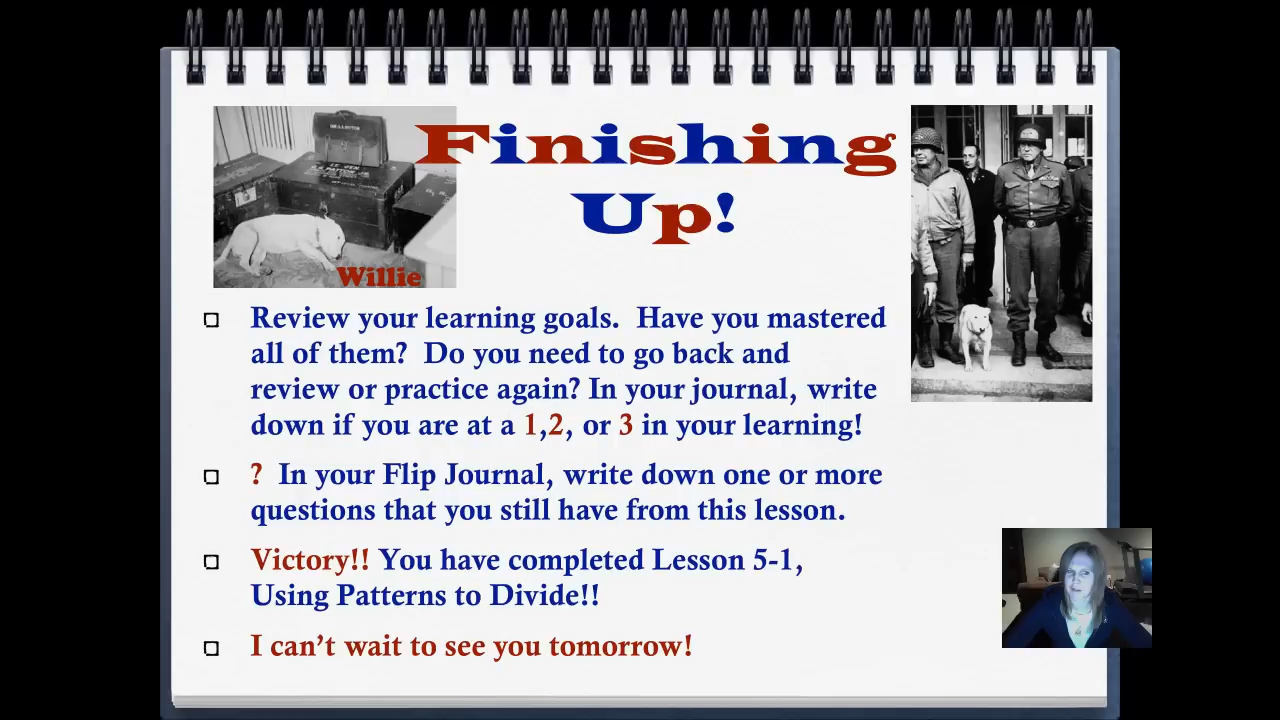 Finishing
Up!
Willie
Review your learning goals. Have you mastered
all of them? Do you need to go back and
review or practice again? In your journal, write
down if you are at a 1,2, or 3 in your learning!
? In your Flip Journal, write down one or more
questions that you still have from this lesson.
Victory!! You have completed Lesson 5-1,
Using Patterns to Divide!!
I can’t wait to see you tomorrow!